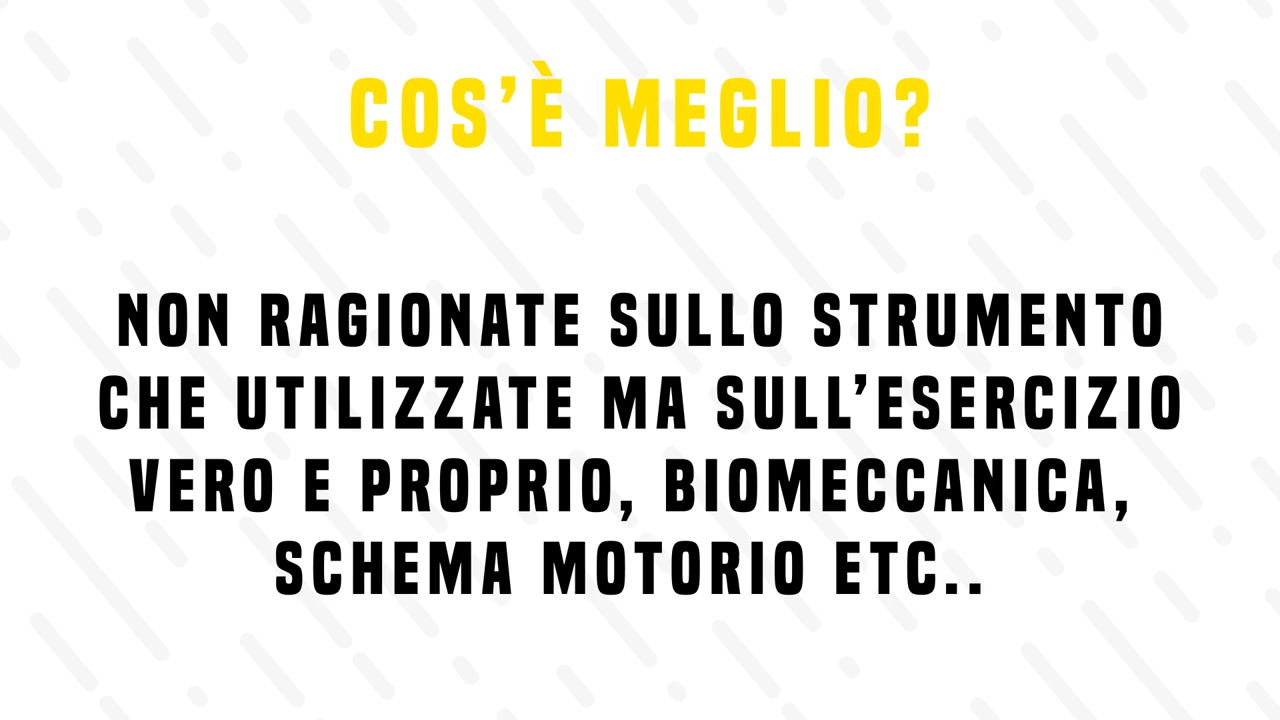 COS’È MEGLIO?
NON RAGIONATE SULLO STRUMENTO
CHE UTILIZZATE MA SULL’ESERCIZIO
VERO E PROPRIO, BIOMECCANICA,
SCHEMA MOTORIO ETC..